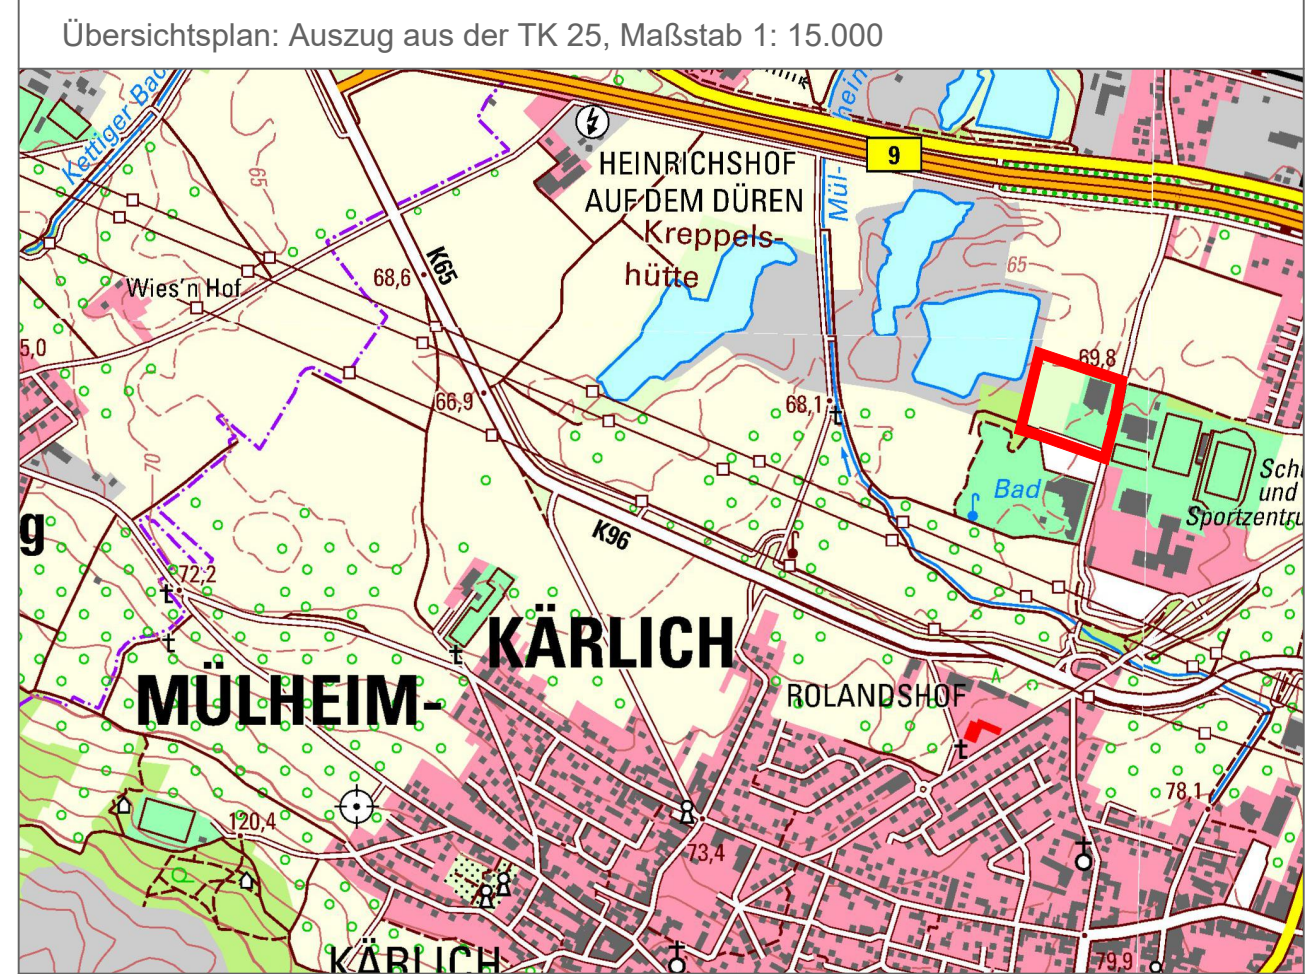 Übersichtsplan: Auszug aus der TK 25, Maßstab 1: 15.000
Kettiger Bac
hein
9
HEINRICHSHOF
AUF DEM DÜREN
Kreppels-
hütte
Mül-
65
65
K65
68,6
Wies'n Hof
5,0
69,8
66,9
68,1
70
Bad
Sch
und
Sportzentru
g
K96
72,2
KÄRLICH
MÜLHEIM-
ROLANDSHOF
78,1
120,4
73,4
KÄRLICH
79,9